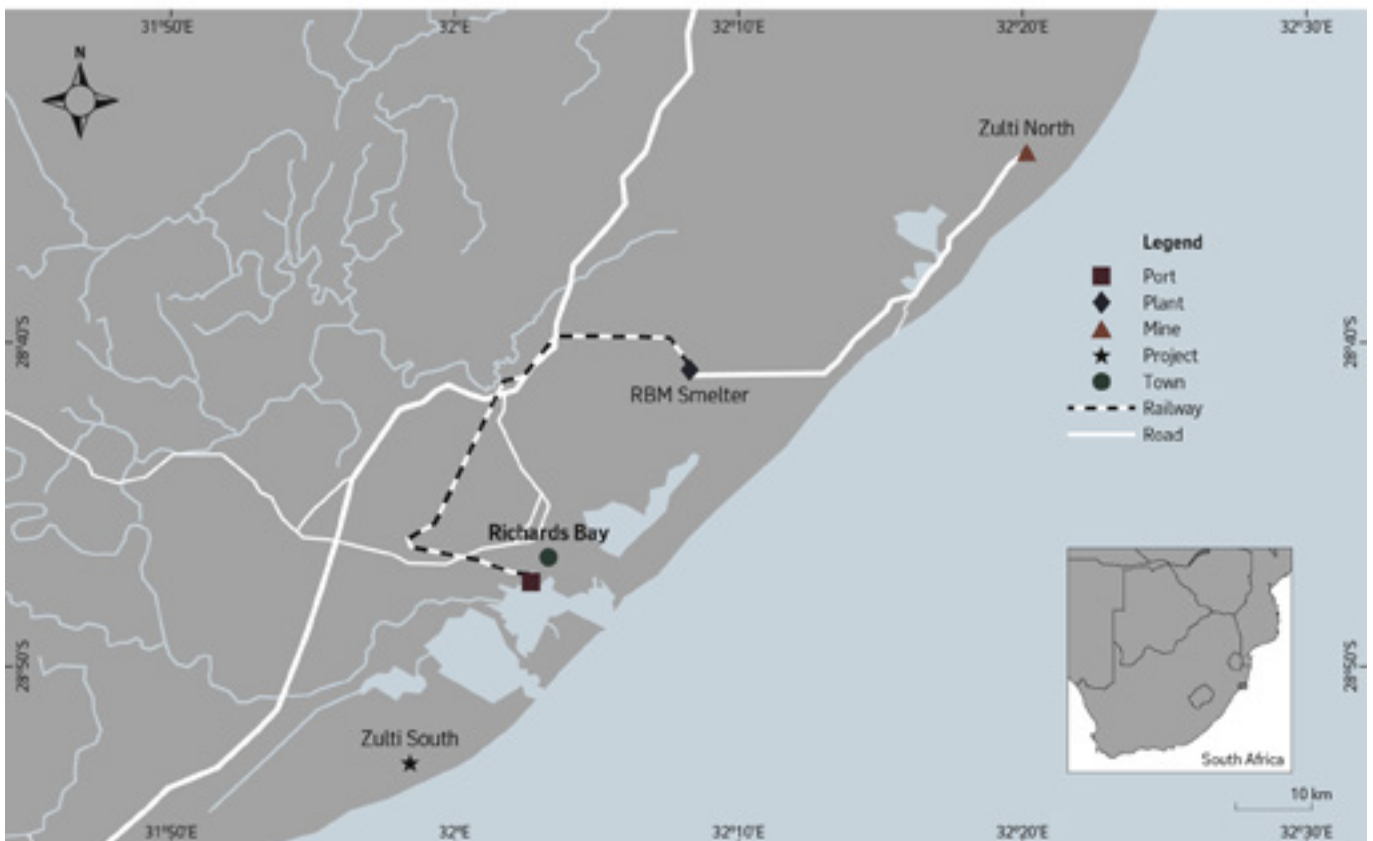 31°50'E
32°E
32°10'E
32°20'E
32°30'E
N
Zulti North
Legend
Port
Plant
Mine
Project
Town
Railway
Road
28°40'S
28°40'S
RBM Smelter
Richards Bay
28°50'S
28°50'S
Zulti South
South Africa
10 km
31°50'E
32°E
32°10'E
32°20'E
32°30'E